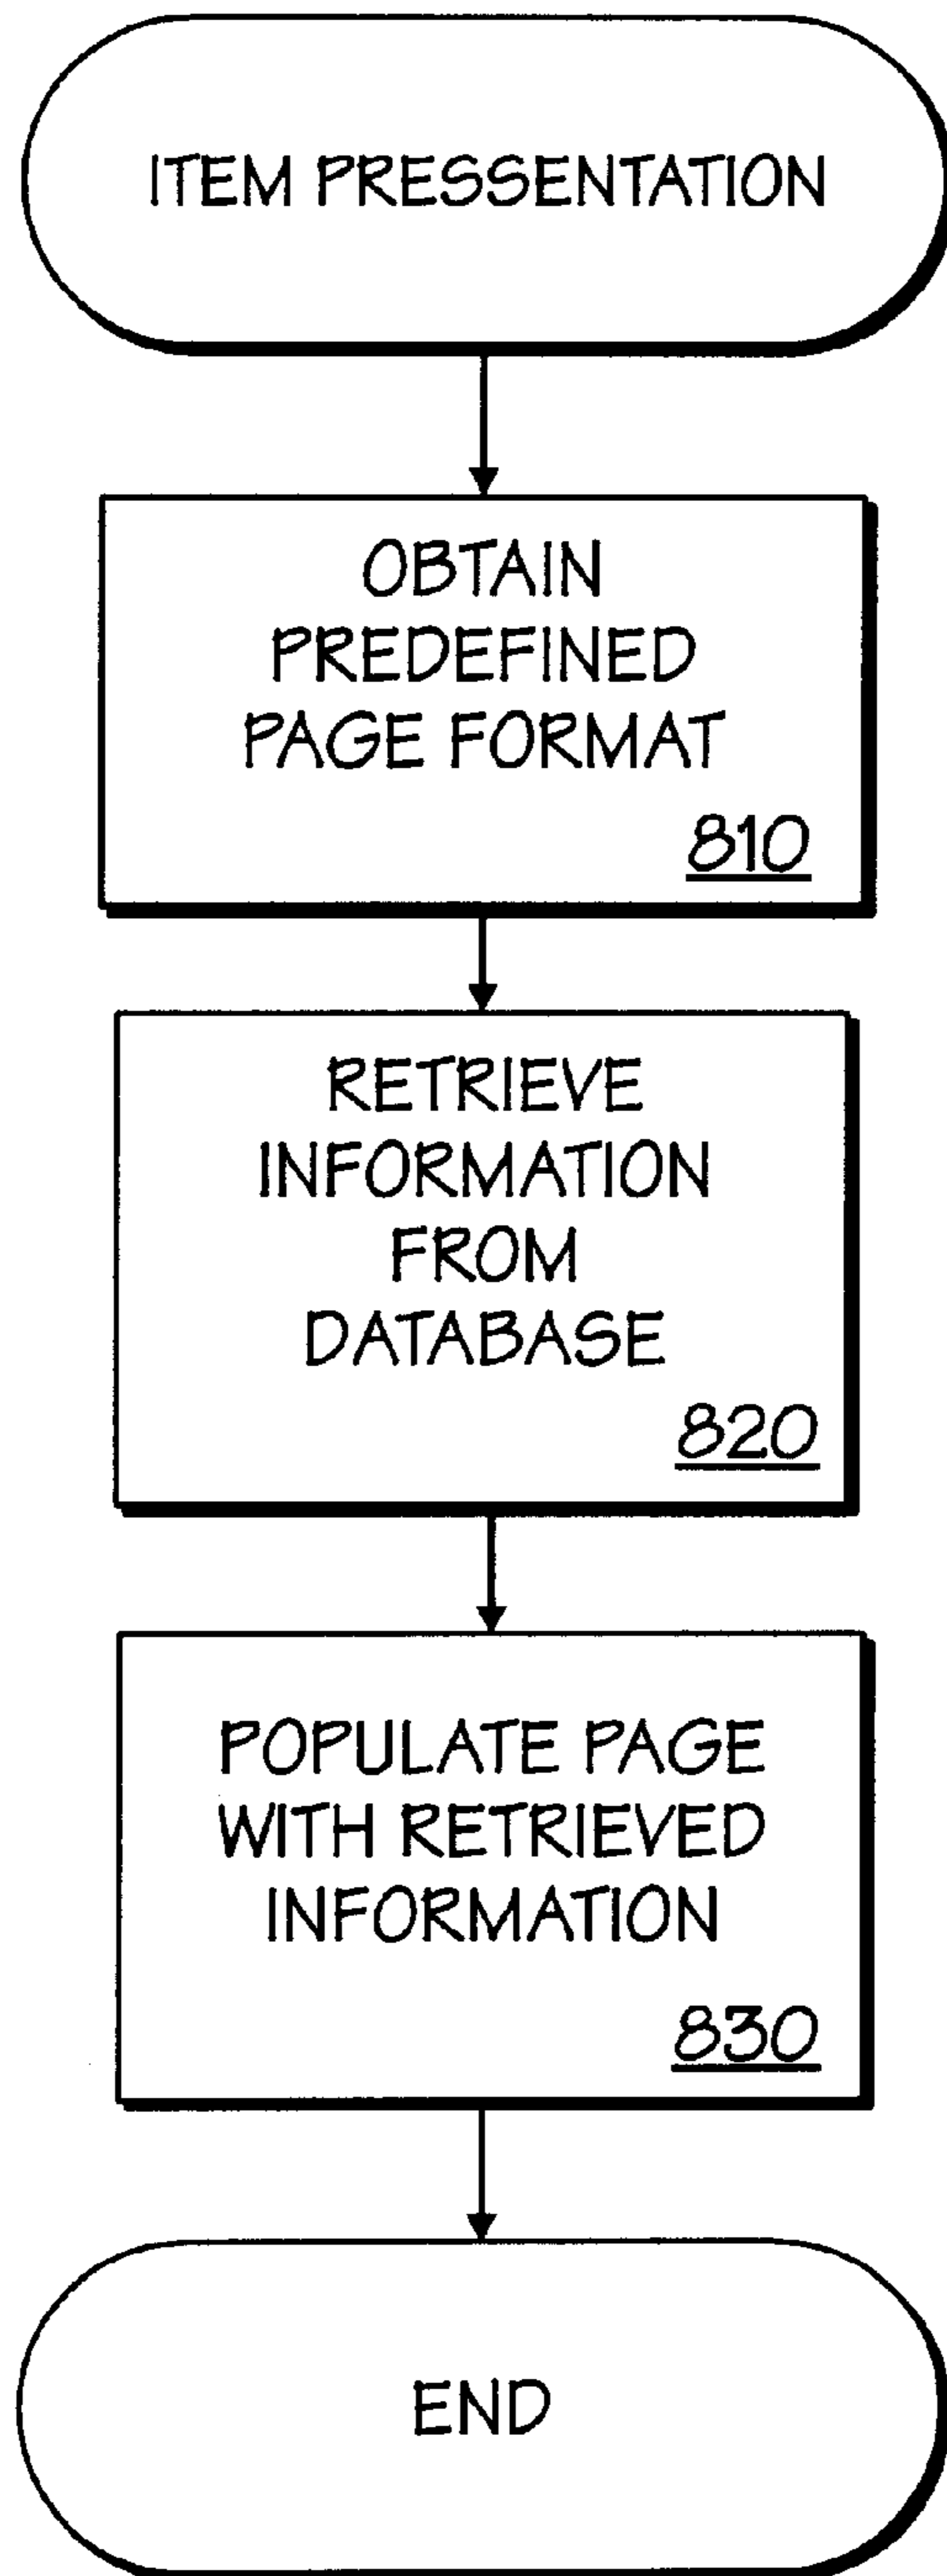 ITEM PRESSENTATION
OBTAIN
PREDEFINED
PAGE FORMAT
810
RETRIEVE
INFORMATION
FROM
DATABASE
820
POPULATE PAGE
WITH RETRIEVED
INFORMATION
830
END